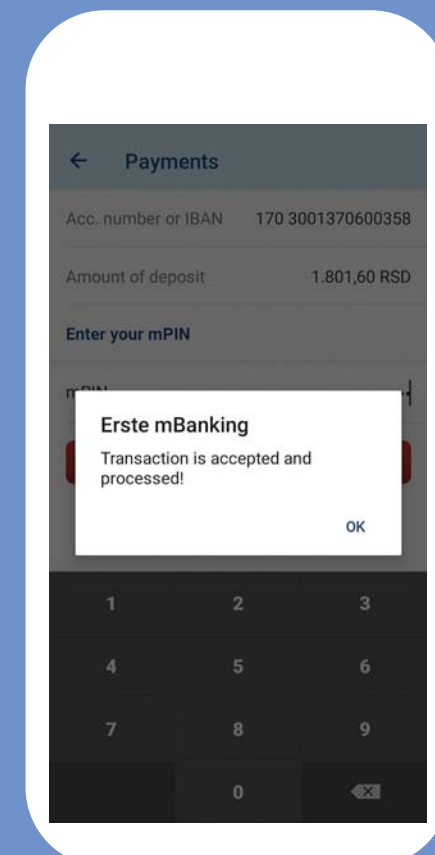 ← Payments
Acc. number or IBAN 170 3001370600358
Amount of deposit 1.801,60 RSD
Enter your mPIN
mPIN
Erste mBanking
Transaction is accepted and
processed!
OK
1 2 3
4 5 6
7 8 9
0